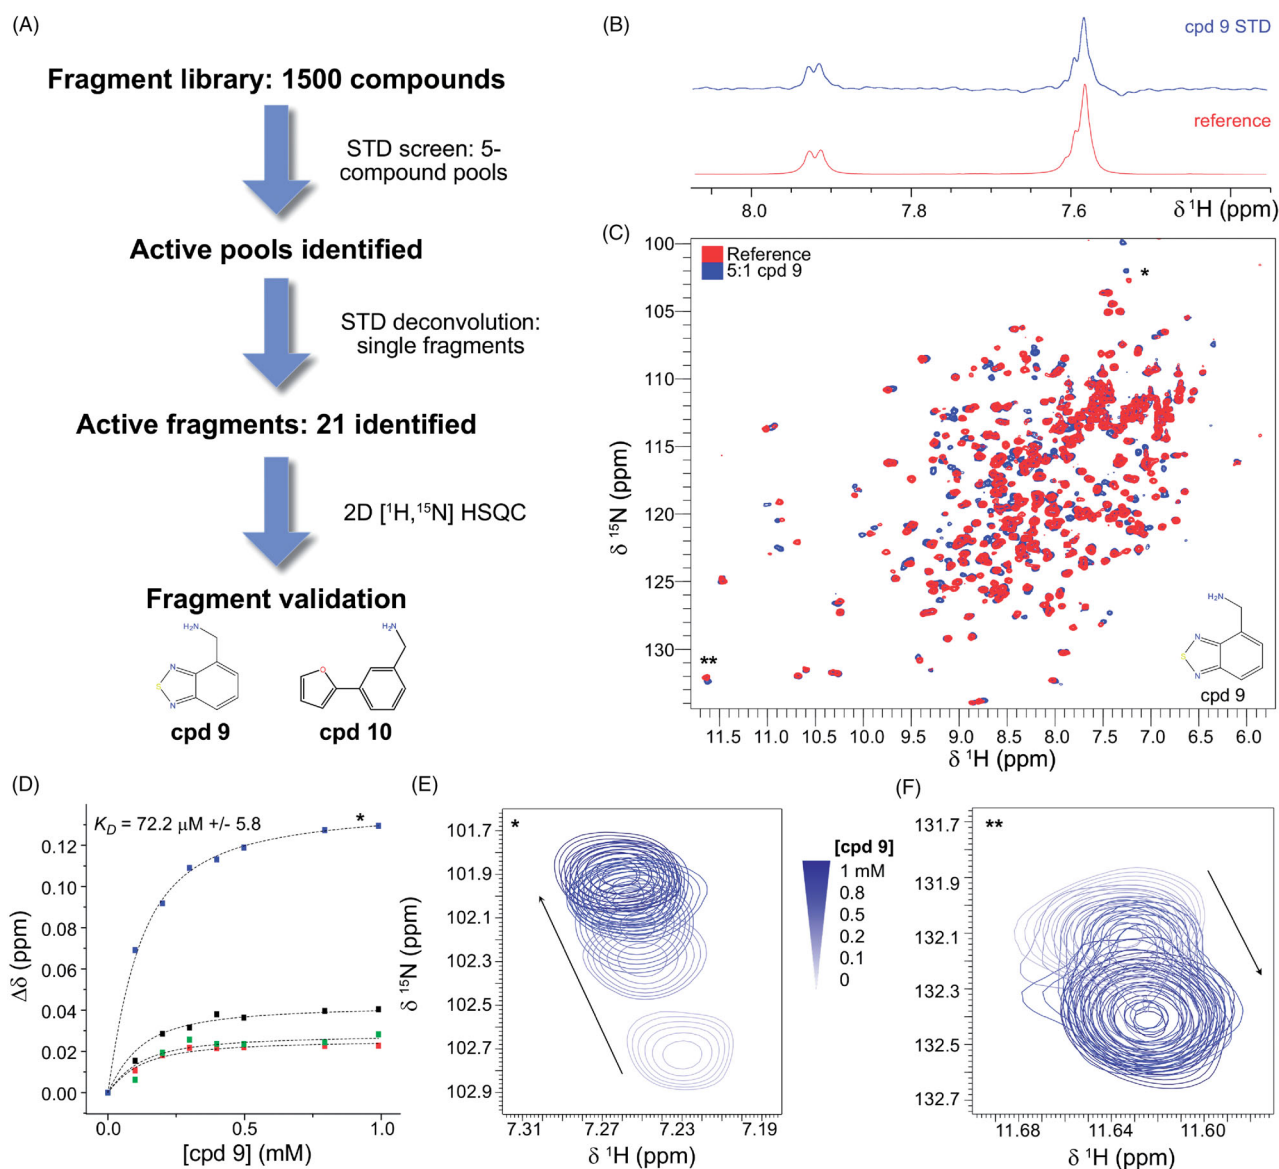 (A)
Fragment library: 1500 compounds
STD screen: 5-
compound pools
Active pools identified
STD deconvolution:
single fragments
Active fragments: 21 identified
2D [¹H,¹⁵N] HSQC
Fragment validation
H₂N
N
S
N
cpd 9
H₂N
O
cpd 10
(B)
cpd 9 STD
reference
8.0 7.8 7.6
δ ¹H (ppm)
(C)
Reference
5:1 cpd 9
*
**
100
105
110
115
120
125
130
δ ¹⁵N (ppm)
H₂N
N
S
N
cpd 9
11.5 11.0 10.5 10.0 9.5 9.0 8.5 8.0 7.5 7.0 6.5 6.0
δ ¹H (ppm)
(D)
K_D = 72.2 μM +/- 5.8
*
0.12
0.10
0.08
0.06
0.04
0.02
0.00
Δδ (ppm)
0.0 0.5 1.0
[cpd 9] (mM)
(E)
*
101.7
101.9
102.1
102.3
102.5
102.7
102.9
δ ¹⁵N (ppm)
7.31 7.27 7.23 7.19
δ ¹H (ppm)
[cpd 9]
1 mM
0.8
0.5
0.2
0.1
0
(F)
**
131.7
131.9
132.1
132.3
132.5
132.7
11.68 11.64 11.60
δ ¹H (ppm)